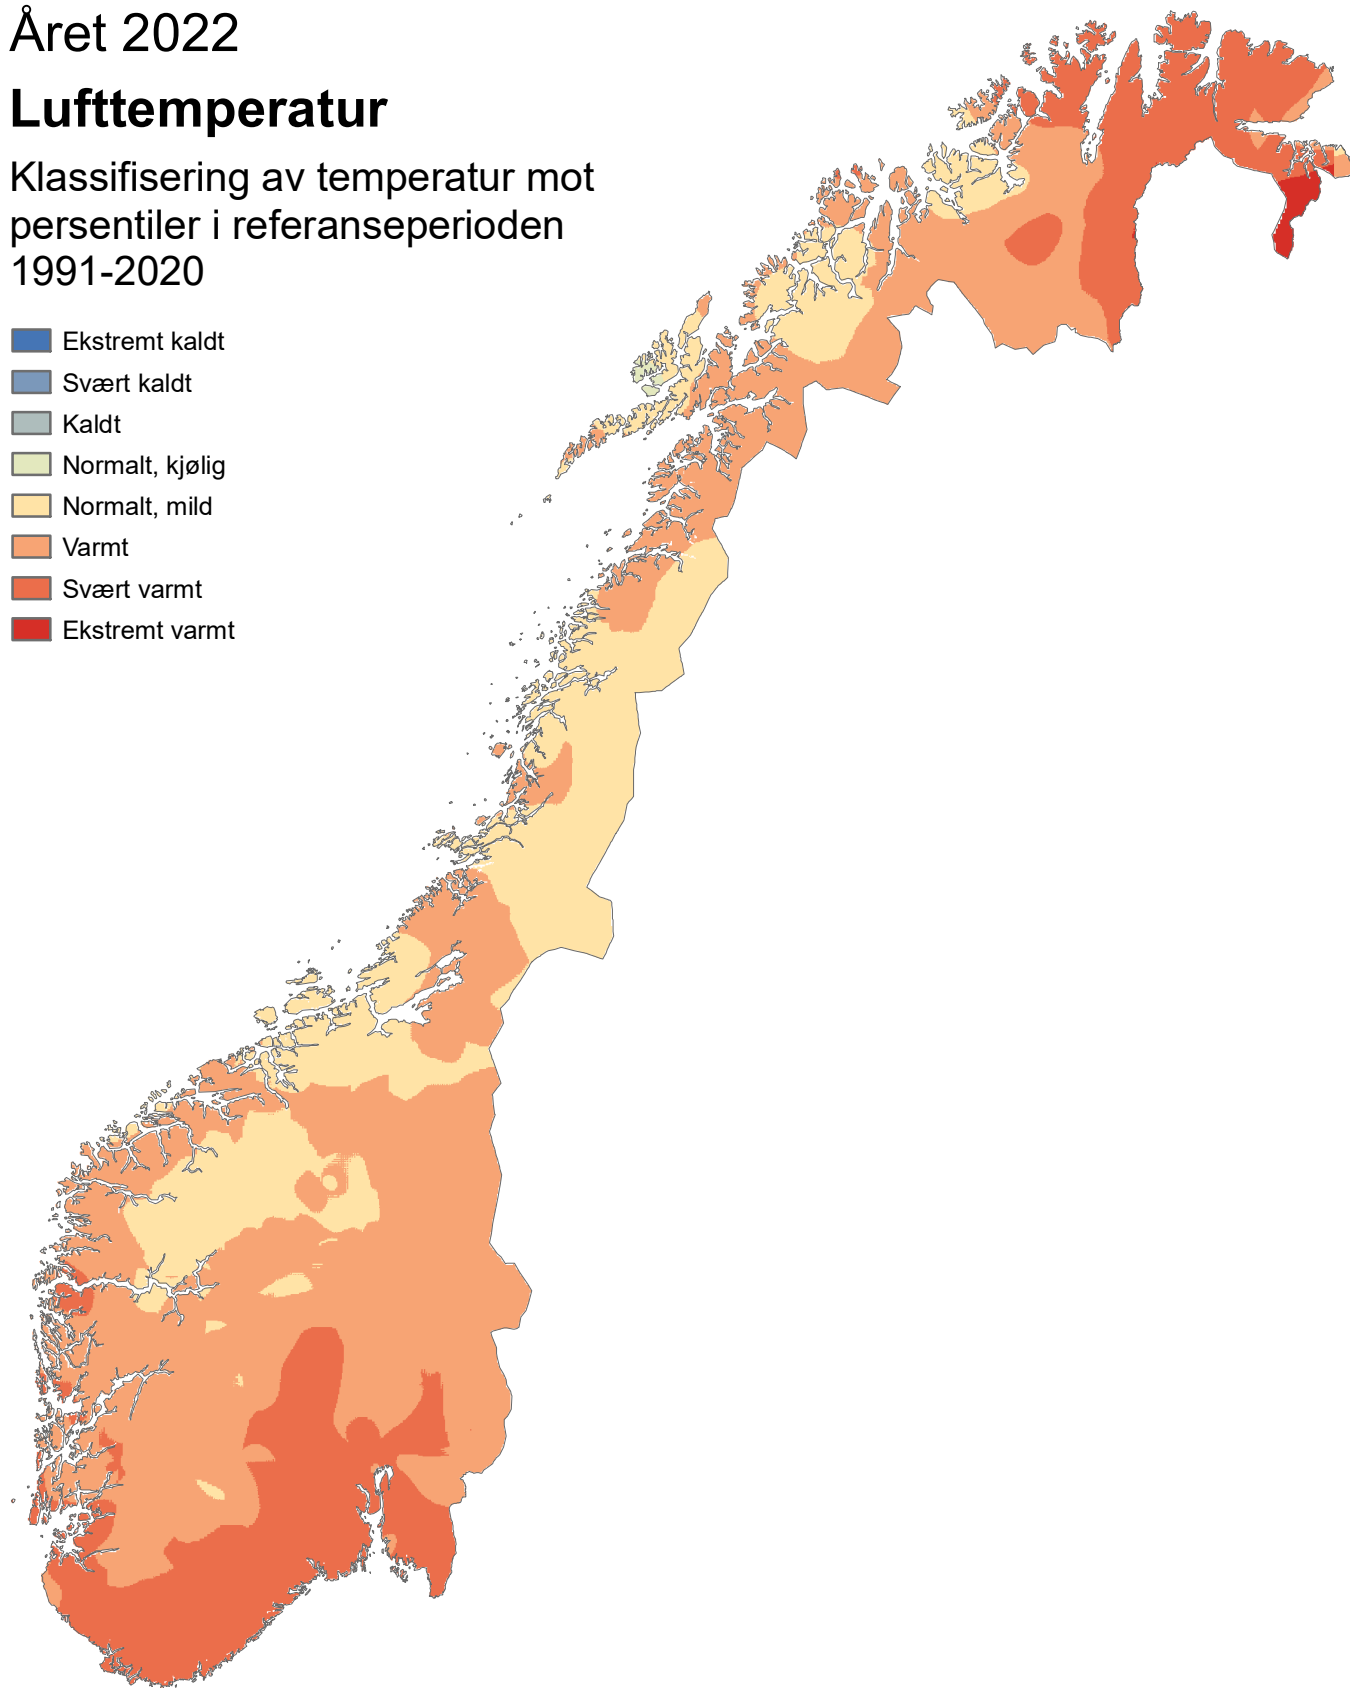 Året 2022
Lufttemperatur
Klassifisering av temperatur mot
persentiler i referanseperioden
1991-2020
Ekstremt kaldt
Svært kaldt
Kaldt
Normalt, kjølig
Normalt, mild
Varmt
Svært varmt
Ekstremt varmt